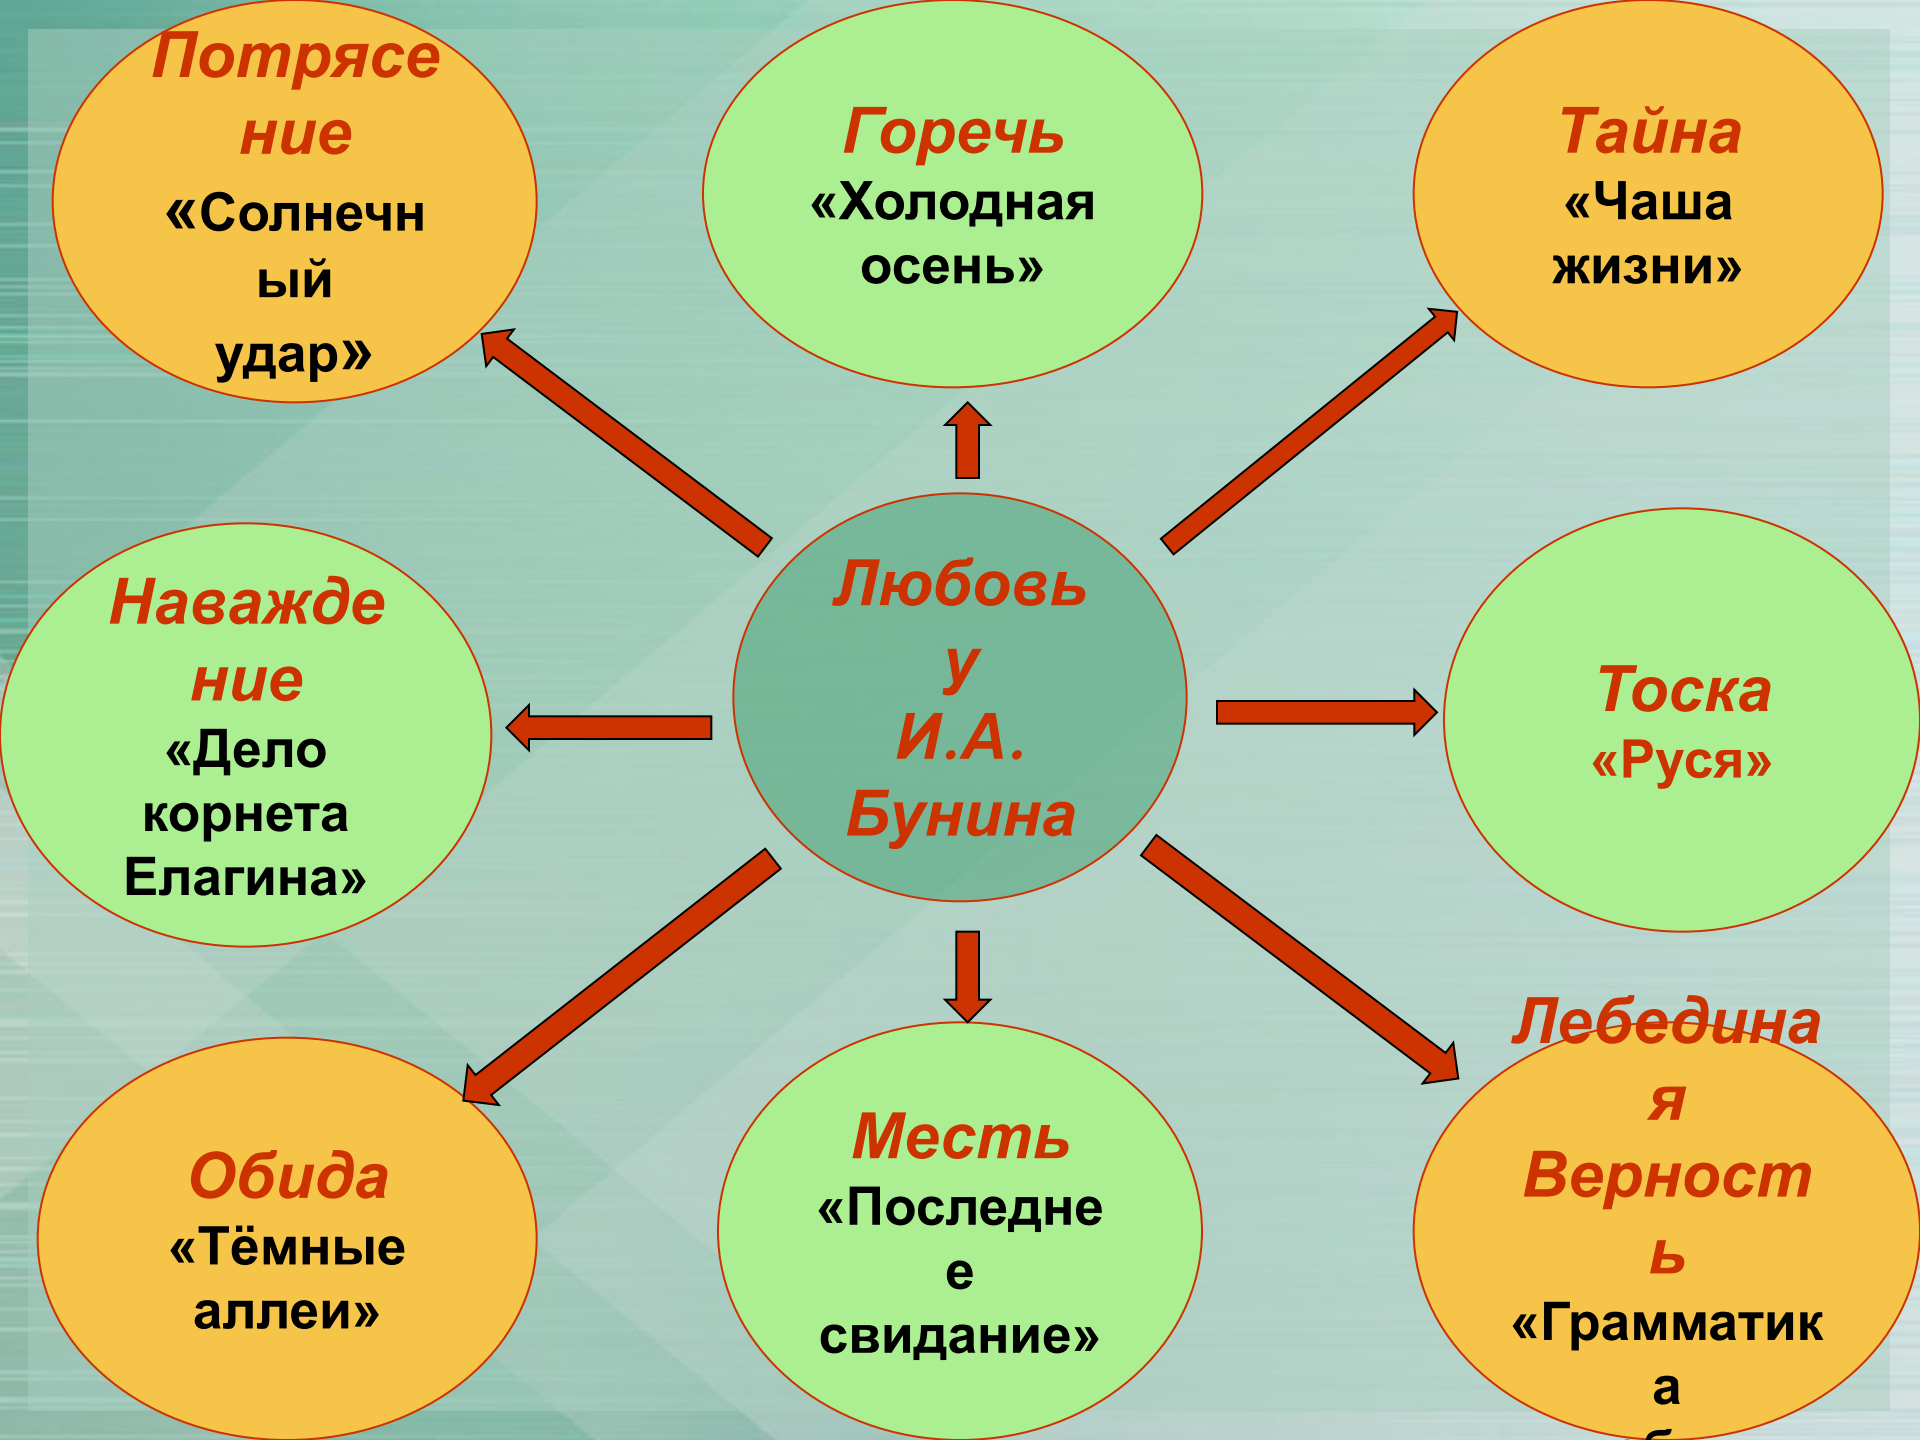 Потрясе
ние
«Солнечн
ый
удар»
Горечь
«Холодная
осень»
Тайна
«Чаша
жизни»
Наважде
ние
«Дело
корнета
Елагина»
Любовь
у
И.А.
Бунина
Тоска
«Руся»
Обида
«Тёмные
аллеи»
Месть
«Последне
е
свидание»
Лебедина
я
Верност
ь
«Грамматик
а